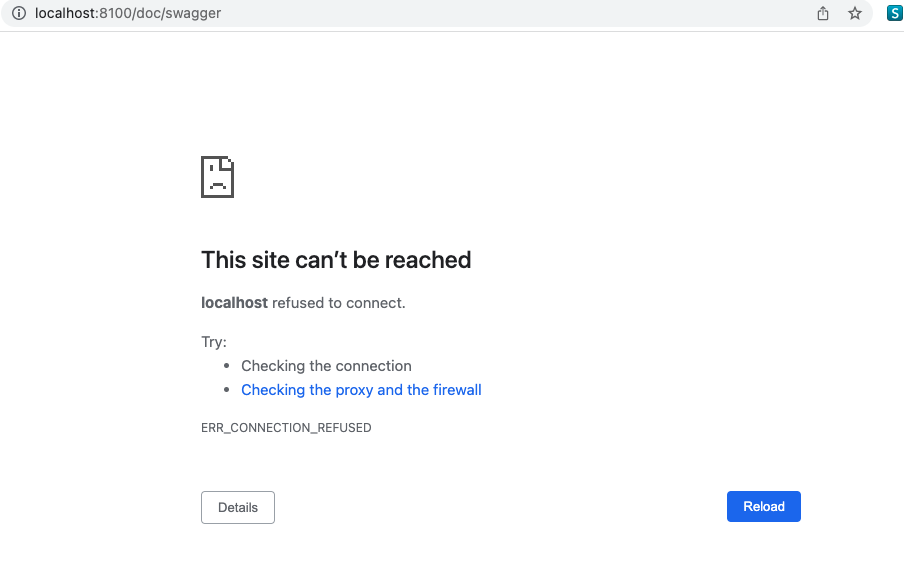 localhost:8100/doc/swagger
S
This site can’t be reached
localhost refused to connect.
Try:
• Checking the connection
• Checking the proxy and the firewall
ERR_CONNECTION_REFUSED
Details
Reload